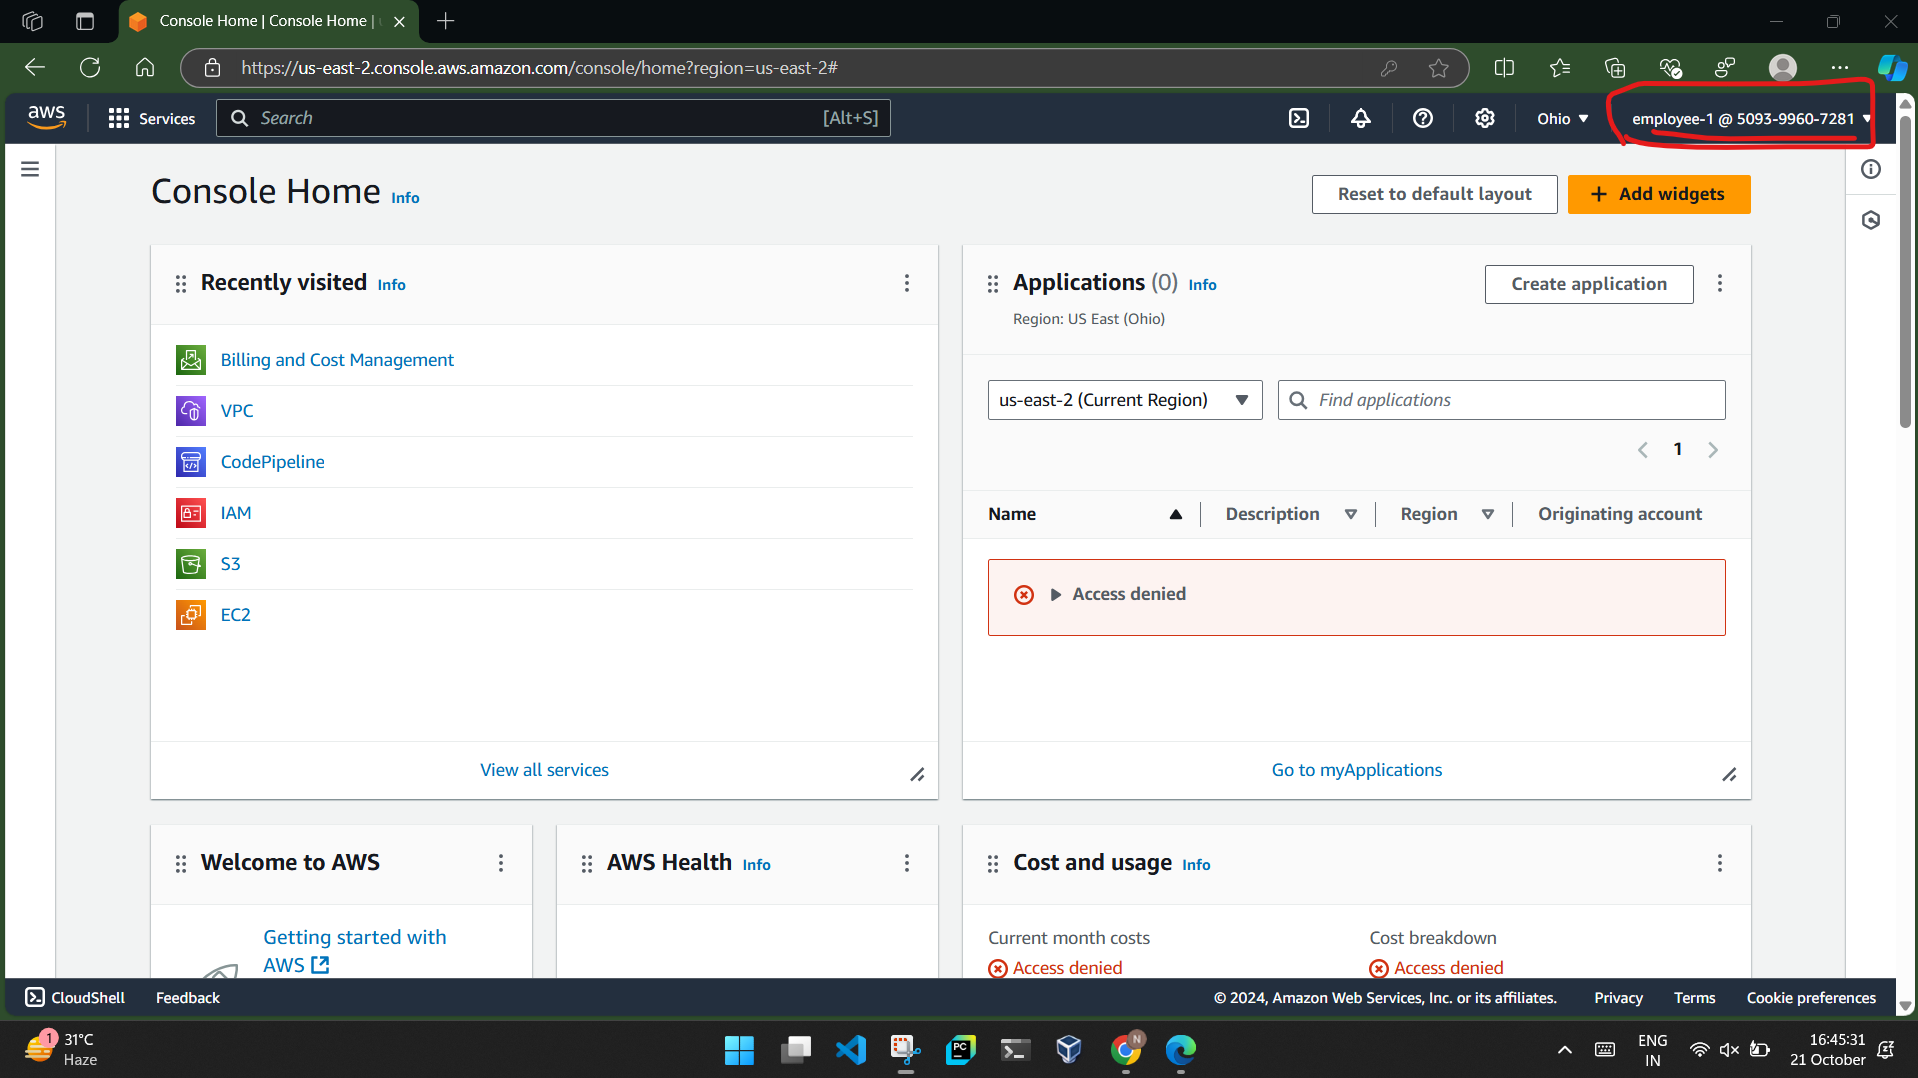 Console Home | Console Home |
https://us-east-2.console.aws.amazon.com/console/home?region=us-east-2#
aws
Services
Search
[Alt+S]
Ohio
employee-1 @ 5093-9960-7281
Console Home Info
Reset to default layout
+ Add widgets
Recently visited Info
Billing and Cost Management
VPC
CodePipeline
IAM
S3
EC2
View all services
Applications (0) Info
Create application
Region: US East (Ohio)
us-east-2 (Current Region)
Find applications
1
Name
Description
Region
Originating account
Access denied
Go to myApplications
Welcome to AWS
Getting started with
AWS
AWS Health Info
Cost and usage Info
Current month costs
Access denied
Cost breakdown
Access denied
CloudShell
Feedback
© 2024, Amazon Web Services, Inc. or its affiliates.
Privacy
Terms
Cookie preferences
1
31°C
Haze
PC
N
ENG
IN
16:45:31
21 October